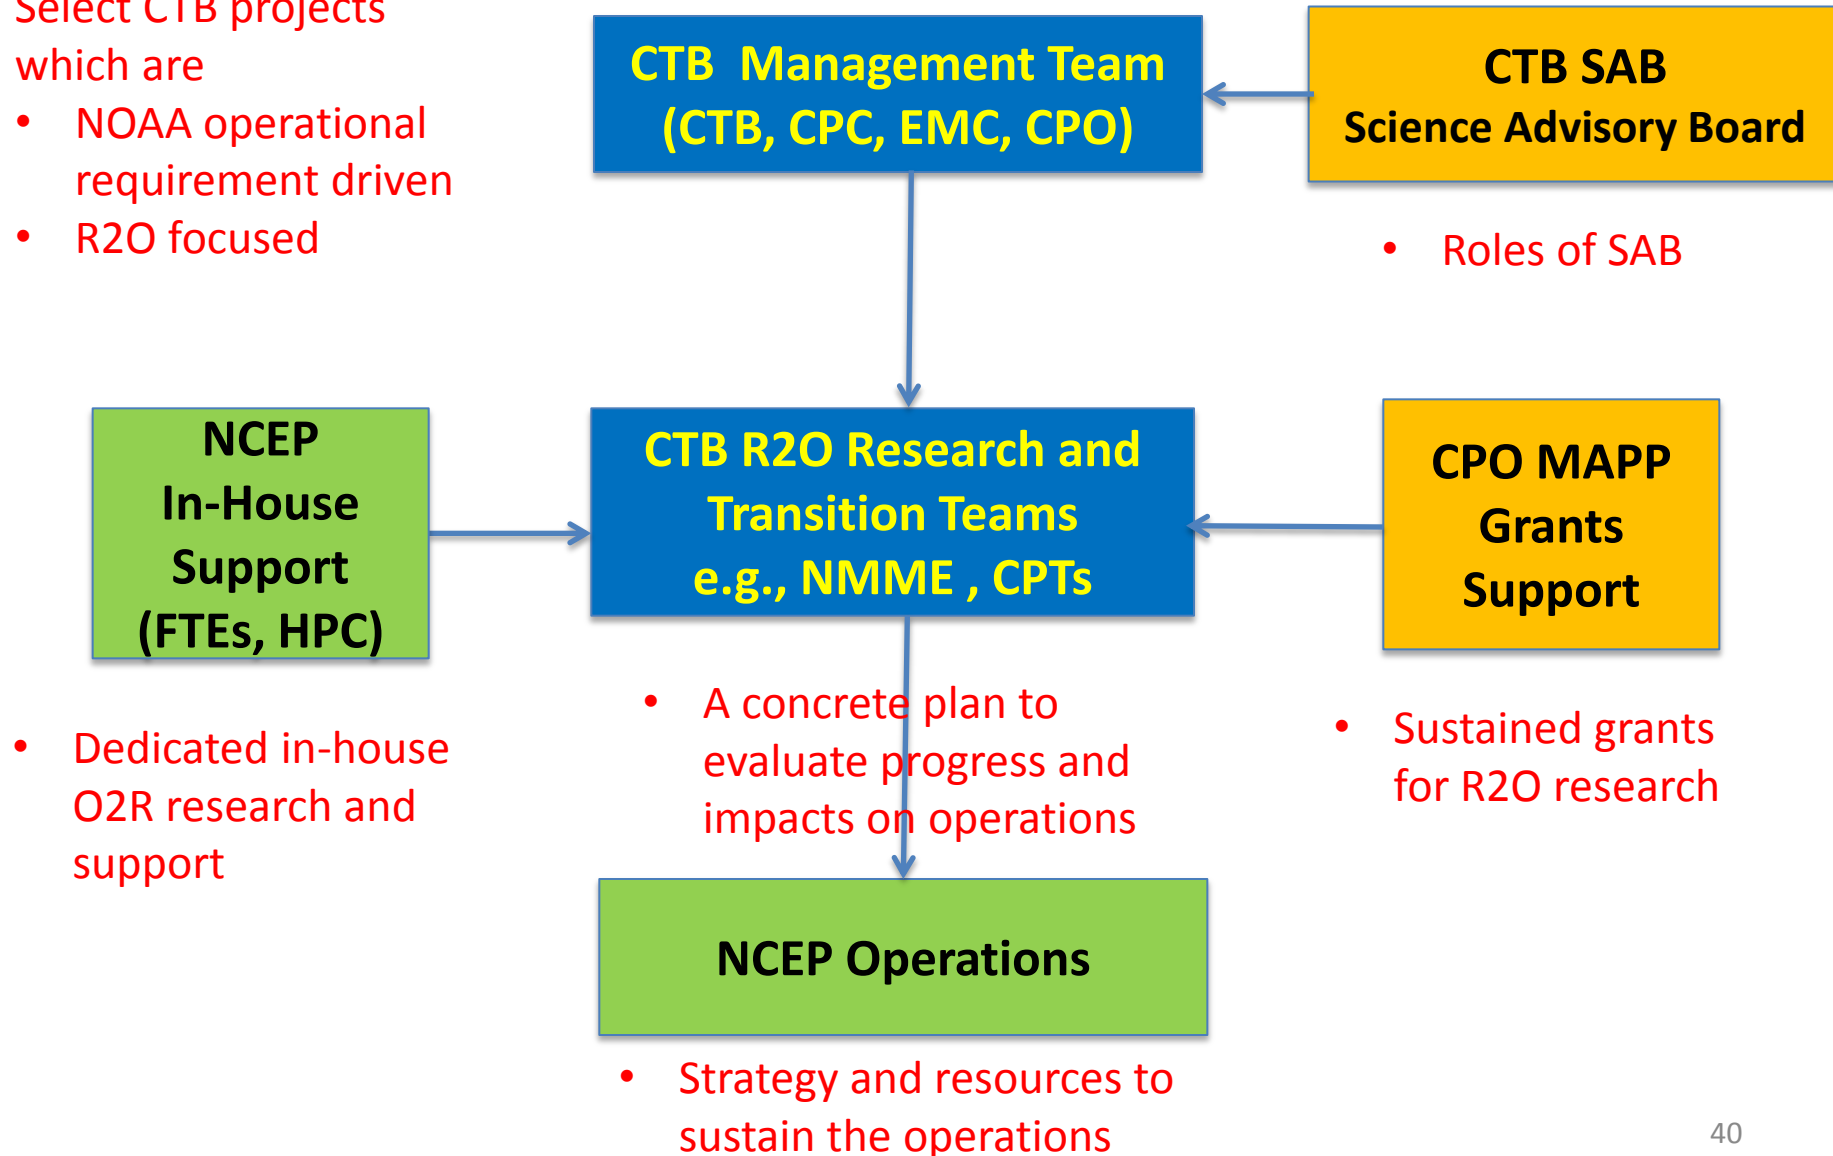 Select CTB projects
which are
• NOAA operational
requirement driven
• R2O focused
CTB Management Team
(CTB, CPC, EMC, CPO)
CTB SAB
Science Advisory Board
• Roles of SAB
NCEP
In-House
Support
(FTEs, HPC)
CTB R2O Research and
Transition Teams
e.g., NMME , CPTs
CPO MAPP
Grants
Support
• Dedicated in-house
O2R research and
support
• A concrete plan to
evaluate progress and
impacts on operations
• Sustained grants
for R2O research
NCEP Operations
• Strategy and resources to
sustain the operations
40